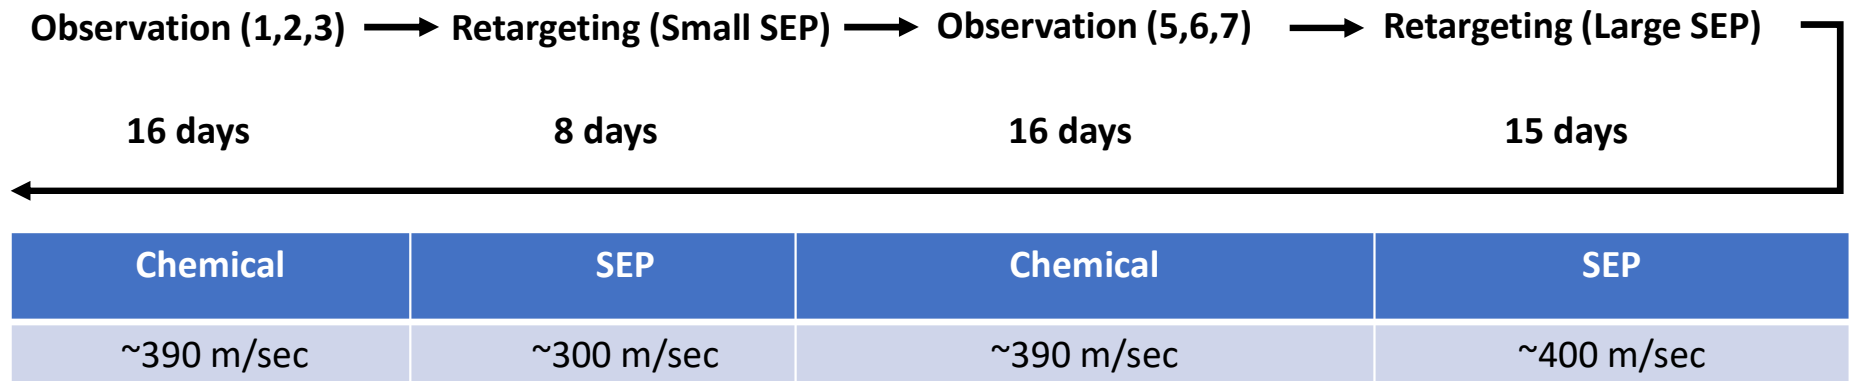 Observation (1,2,3) Retargeting (Small SEP) Observation (5,6,7) Retargeting (Large SEP)
16 days 8 days 16 days 15 days
Chemical SEP Chemical SEP
~390 m/sec ~300 m/sec ~390 m/sec ~400 m/sec